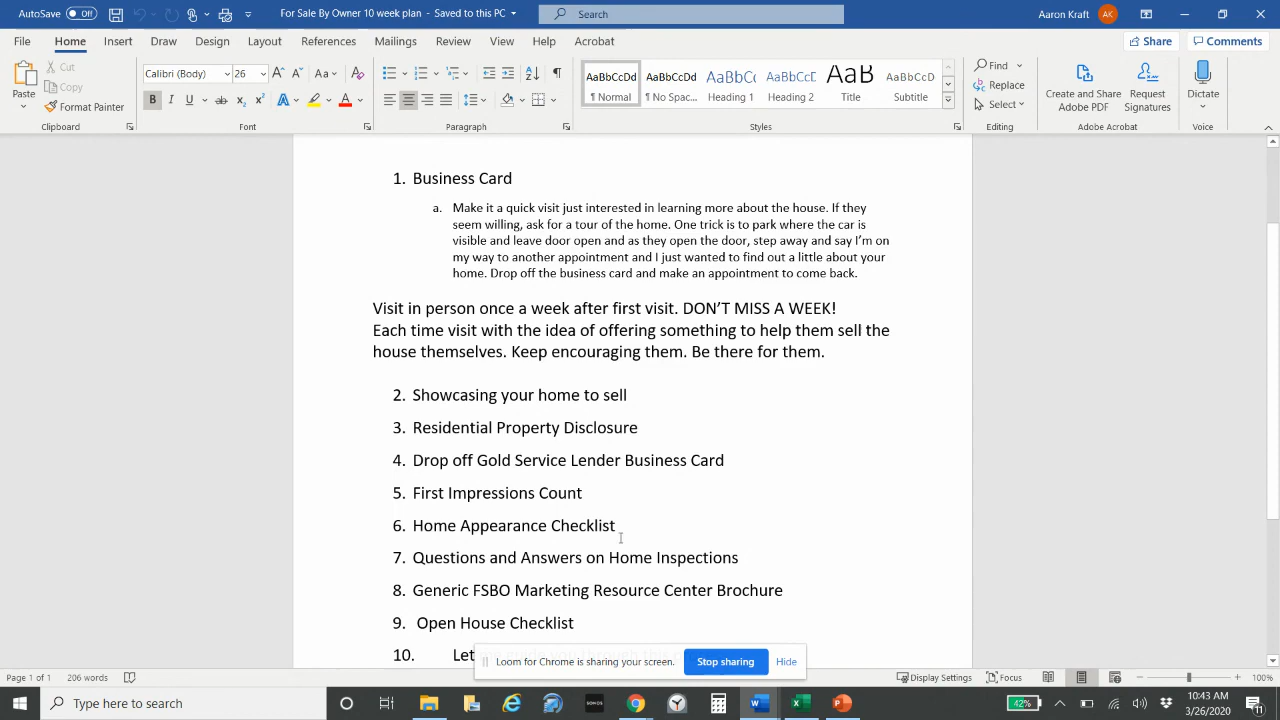 AutoSave Off
For Sale By Owner 10 week plan - Saved to this PC
Search
Aaron Kraft AK
File Home Insert Draw Design Layout References Mailings Review View Help Acrobat Share Comments
Paste
Cut
Copy
Format Painter
Clipboard
Calibri (Body) 26
Font
Paragraph
AaBbCcDd AaBbCcDd AaBbC AaBbCcE AaB AaBbCcDd
¶ Normal ¶ No Spac... Heading 1 Heading 2 Title Subtitle
Styles
Find
Replace
Select
Editing
Create and Share Adobe PDF
Request Signatures
Adobe Acrobat
Dictate
Voice
1. Business Card
a. Make it a quick visit just interested in learning more about the house. If they
seem willing, ask for a tour of the home. One trick is to park where the car is
visible and leave door open and as they open the door, step away and say I'm on
my way to another appointment and I just wanted to find out a little about your
home. Drop off the business card and make an appointment to come back.
Visit in person once a week after first visit. DON'T MISS A WEEK!
Each time visit with the idea of offering something to help them sell the
house themselves. Keep encouraging them. Be there for them.
2. Showcasing your home to sell
3. Residential Property Disclosure
4. Drop off Gold Service Lender Business Card
5. First Impressions Count
6. Home Appearance Checklist
7. Questions and Answers on Home Inspections
8. Generic FSBO Marketing Resource Center Brochure
9. Open House Checklist
10. Let
Loom for Chrome is sharing your screen. Stop sharing Hide
Page 1 of 1 206 words Display Settings Focus 100%
Type here to search
SONOS
42%
10:43 AM
3/26/2020
11